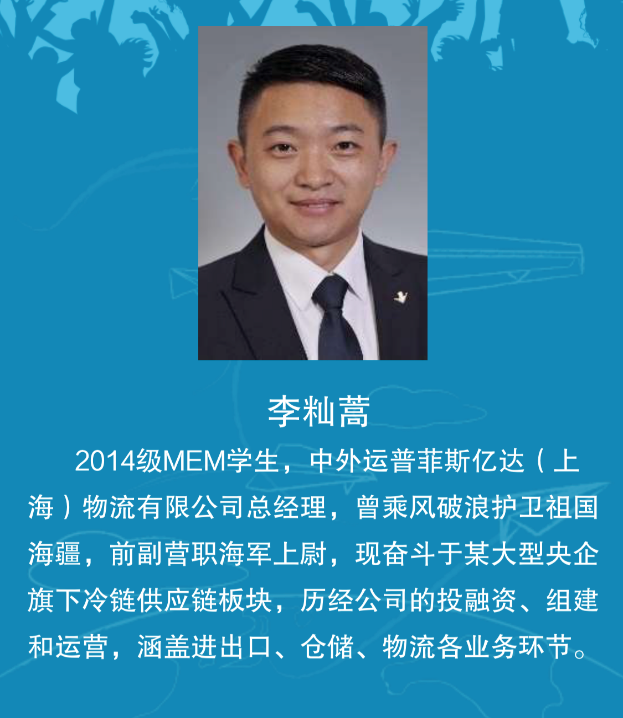 李籼蒿
2014级MEM学生，中外运普菲斯亿达（上
海）物流有限公司总经理，曾乘风破浪护卫祖国
海疆，前副营职海军上尉，现奋斗于某大型央企
旗下冷链供应链板块，历经公司的投融资、组建
和运营，涵盖进出口、仓储、物流各业务环节。